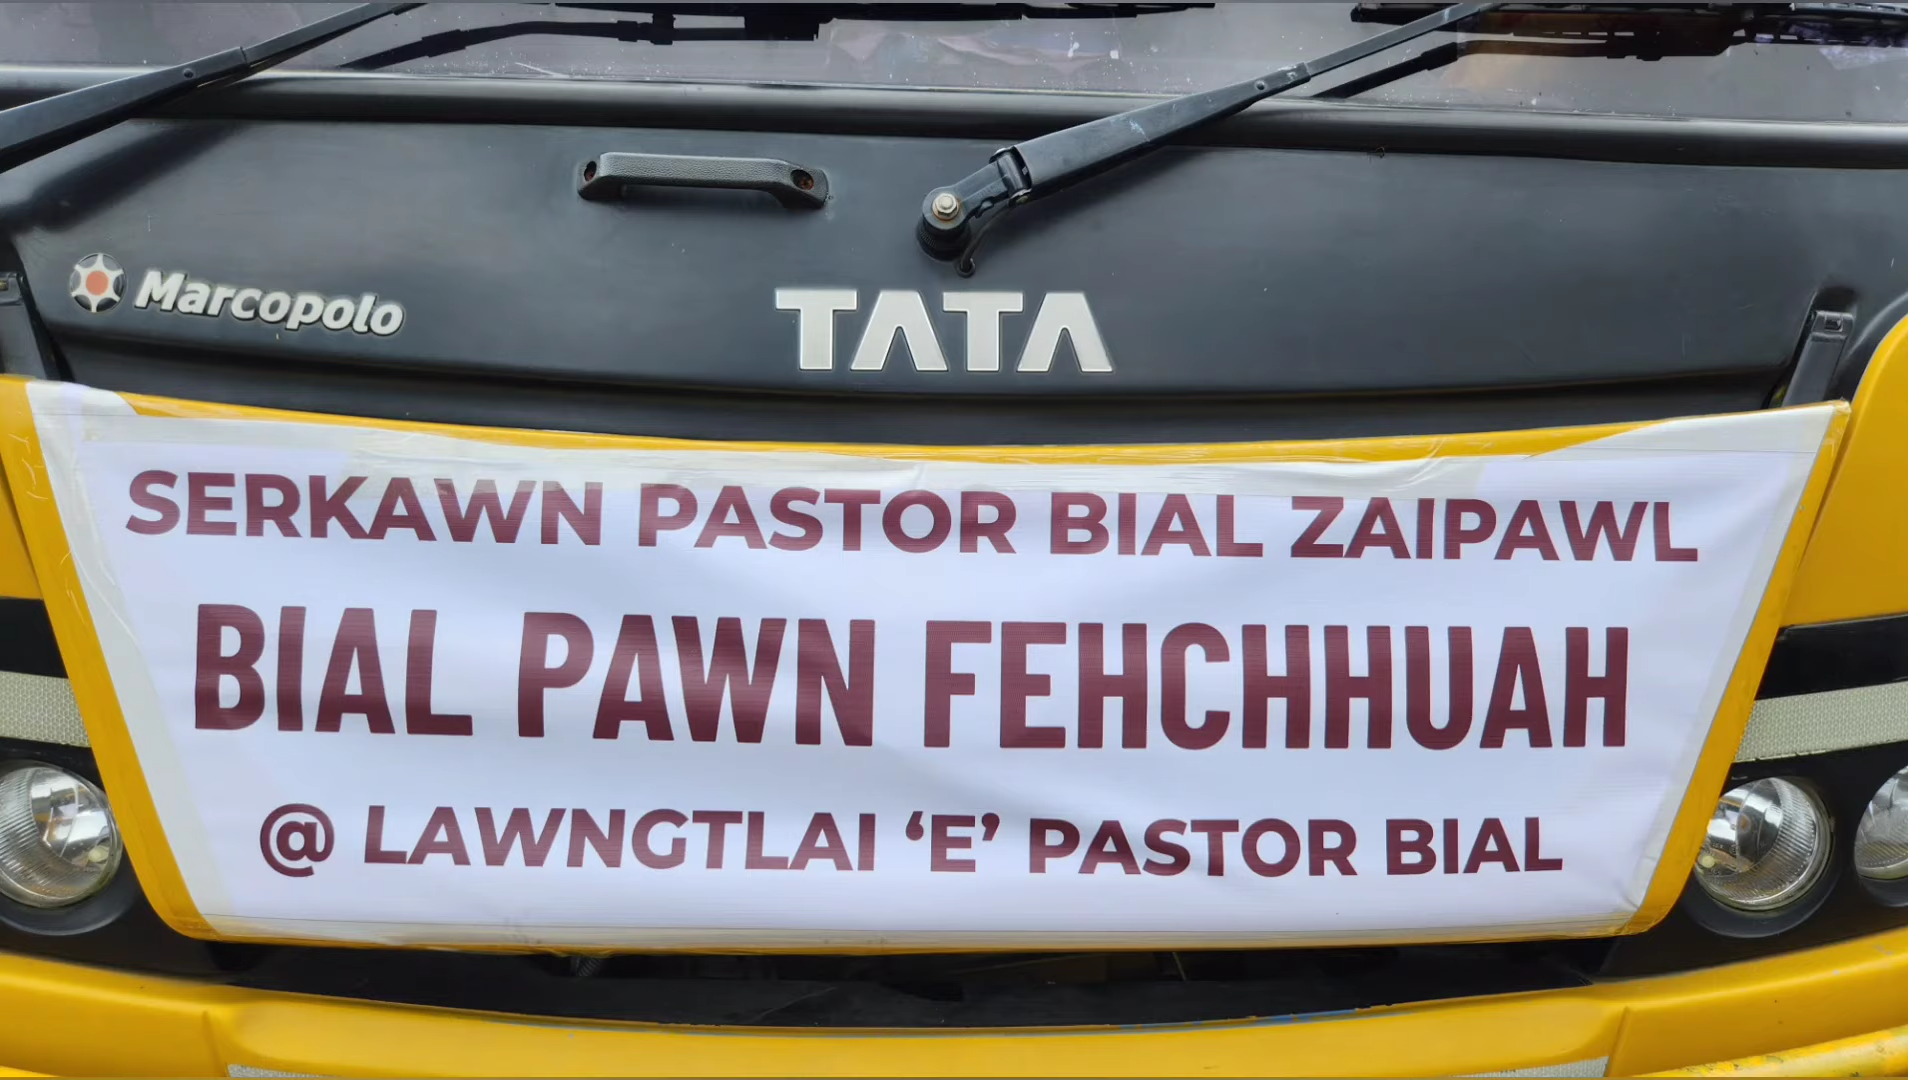 Marcopolo
TATA
SERKAWN PASTOR BIAL ZAIPAWL
BIAL PAWN FEHCHHUAH
@ LAWNGTLAI ‘E’ PASTOR BIAL